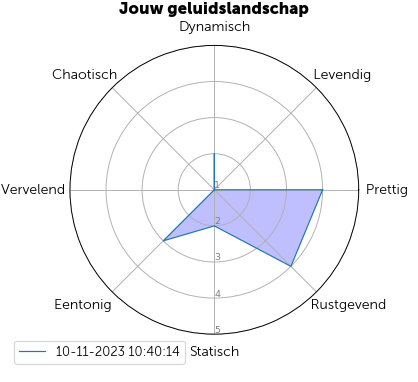 Jouw geluidslandschap
Dynamisch
Chaotisch
Levendig
Vervelend
Prettig
1
2
3
4
5
Eentonig
Rustgevend
10-11-2023 10:40:14
Statisch